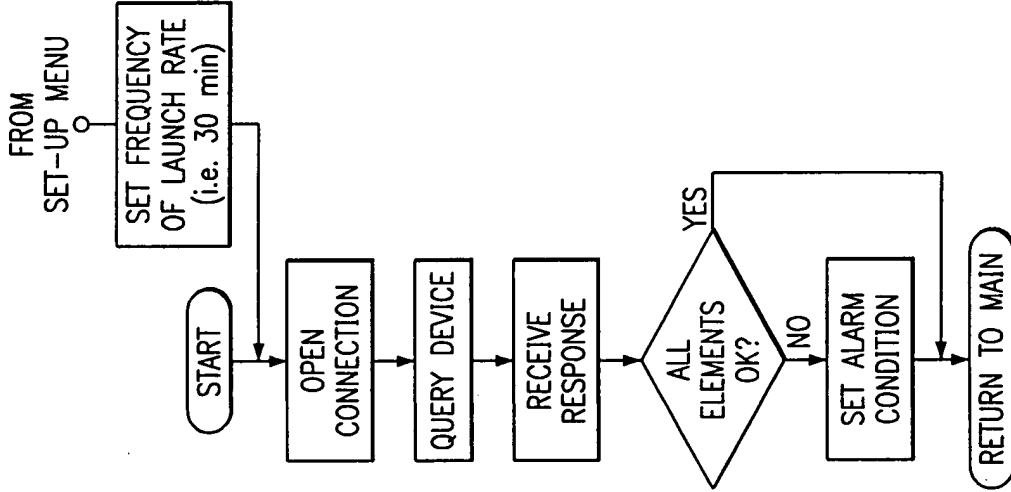 FROM
SET-UP MENU
SET FREQUENCY
OF LAUNCH RATE
(i.e. 30 min)
START
OPEN
CONNECTION
QUERY DEVICE
RECEIVE
RESPONSE
ALL
ELEMENTS
OK?
YES
NO
SET ALARM
CONDITION
RETURN TO MAIN